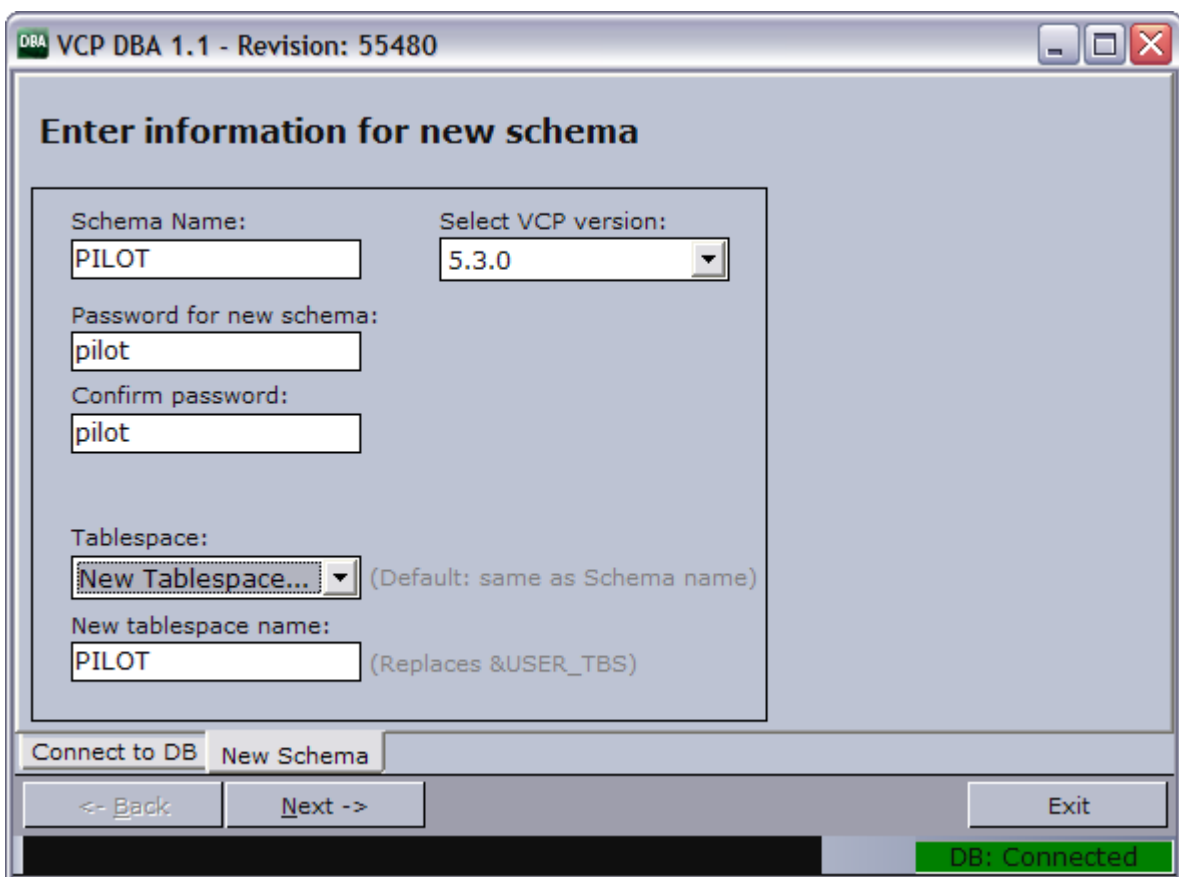 DBA VCP DBA 1.1 - Revision: 55480
Enter information for new schema
Schema Name:
PILOT
Select VCP version:
5.3.0
Password for new schema:
pilot
Confirm password:
pilot
Tablespace:
New Tablespace... (Default: same as Schema name)
New tablespace name:
PILOT (Replaces &USER_TBS)
Connect to DB New Schema
<- Back Next -> Exit
DB: Connected